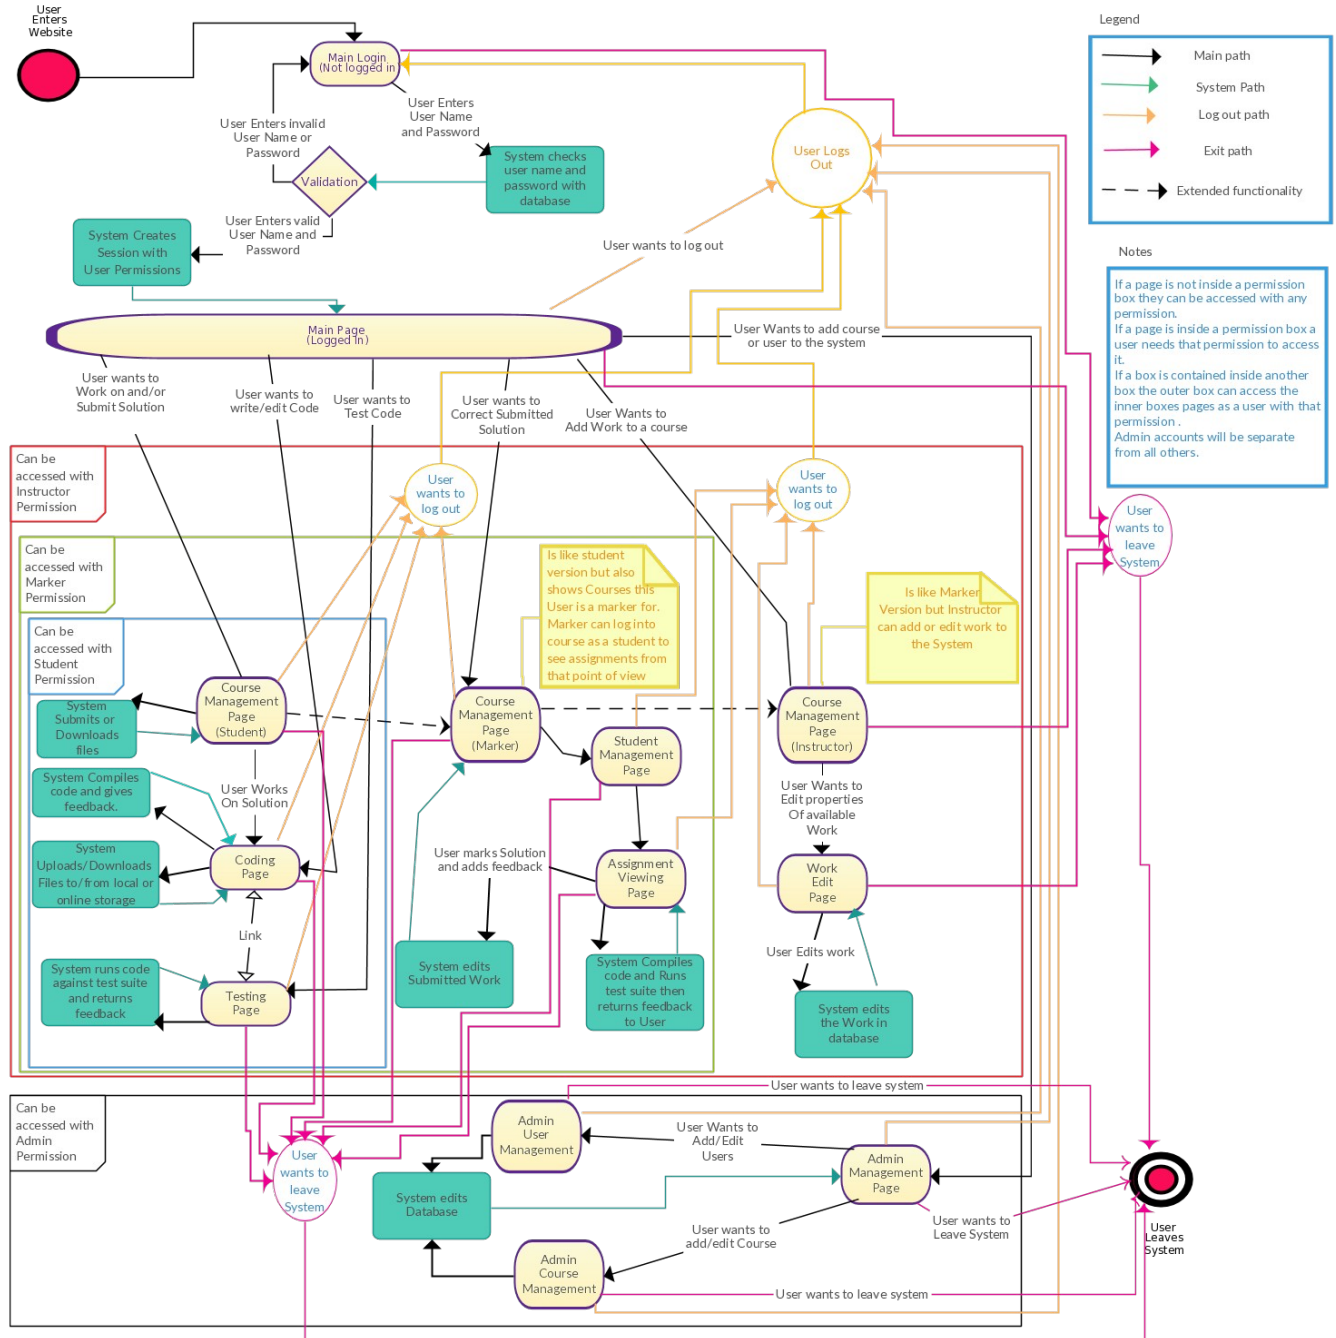 User
Enters
Website
Main Login
(Not logged in
User Enters
User Name
and Password
User Enters invalid
User Name or
Password
Validation
System checks
user name and
password with
database
User Enters valid
User Name and
Password
System Creates
Session with
User Permissions
User Logs
Out
User wants to log out
Main Page
(Logged In)
User Wants to add course
or user to the system
Legend
Main path
System Path
Log out path
Exit path
Extended functionality
Notes
If a page is not inside a permission
box they can be accessed with any
permission.
If a page is inside a permission box a
user needs that permission to access
it.
If a box is contained inside another
box the outer box can access the
inner boxes pages as a user with that
permission .
Admin accounts will be separate
from all others.
User wants to
Work on and/or
Submit Solution
User wants to
write/edit Code
User wants to
Test Code
User wants to
Correct Submitted
Solution
User Wants to
Add Work to a course
Can be
accessed with
Instructor
Permission
User
wants to
log out
User
wants to
log out
User
wants to
leave
System
Can be
accessed with
Marker
Permission
Is like student
version but also
shows Courses this
User is a marker for.
Marker can log into
course as a student to
see assignments from
that point of view
Is like Marker
Version but Instructor
can add or edit work to
the System
Can be
accessed with
Student
Permission
Course
Management
Page
(Student)
System
Submits or
Downloads
files
Course
Management
Page
(Marker)
Student
Management
Page
Course
Management
Page
(Instructor)
System Compiles
code and gives
feedback.
User Works
On Solution
User Wants to
Edit properties
Of available
Work
System
Uploads/Downloads
Files to/from local or
online storage
Coding
Page
User marks Solution
and adds feedback
Assignment
Viewing
Page
Work
Edit
Page
Link
User Edits work
System runs code
against test suite
and returns
feedback
Testing
Page
System edits
Submitted Work
System Compiles
code and Runs
test suite then
returns feedback
to User
System edits
the Work in
database
User wants to leave system
Can be
accessed with
Admin
Permission
Admin
User
Management
User Wants to
Add/Edit
Users
Admin
Management
Page
User
wants to
leave
System
System edits
Database
User wants to
Leave System
User
Leaves
System
User wants to
add/edit Course
Admin
Course
Management
User wants to leave system